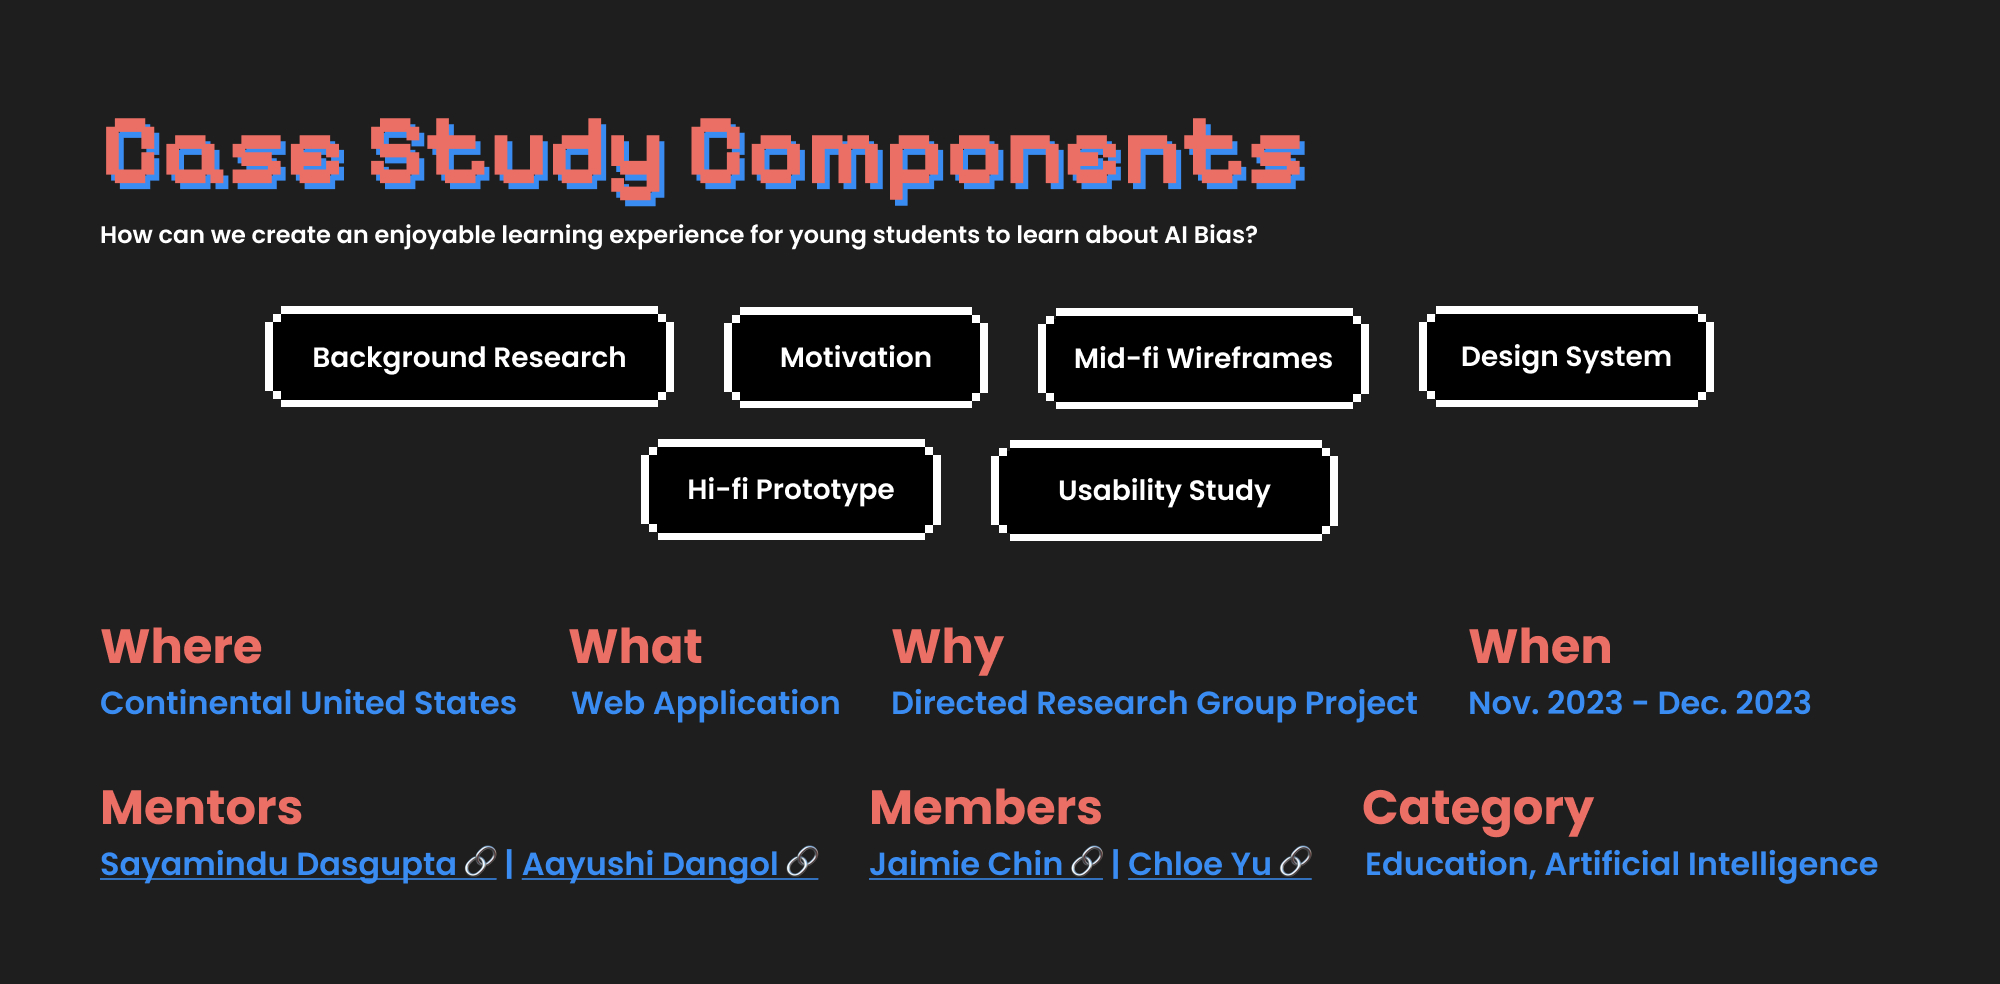 Case Study Components
How can we create an enjoyable learning experience for young students to learn about AI Bias?
Background Research
Motivation
Mid-fi Wireframes
Design System
Hi-fi Prototype
Usability Study
Where
Continental United States
What
Web Application
Why
Directed Research Group Project
When
Nov. 2023 - Dec. 2023
Mentors
Sayamindu Dasgupta 🔗 | Aayushi Dangol 🔗
Members
Jaimie Chin 🔗 | Chloe Yu 🔗
Category
Education, Artificial Intelligence